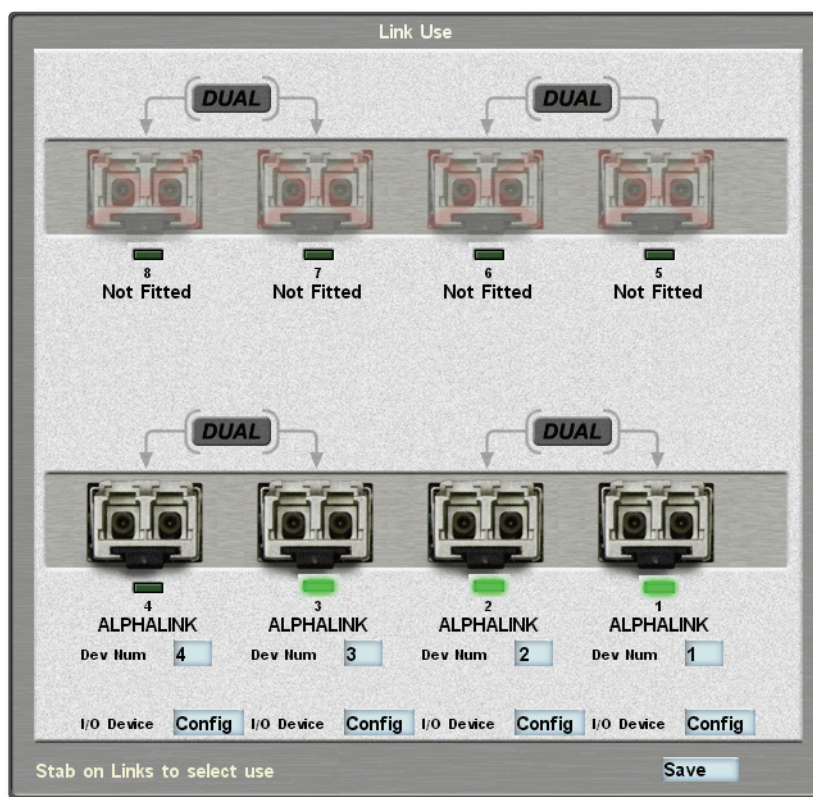 Link Use
DUAL DUAL
8 7 6 5
Not Fitted Not Fitted Not Fitted Not Fitted
DUAL DUAL
4 3 2 1
ALPHALINK ALPHALINK ALPHALINK ALPHALINK
Dev Num 4 Dev Num 3 Dev Num 2 Dev Num 1
I/O Device Config I/O Device Config I/O Device Config I/O Device Config
Stab on Links to select use Save